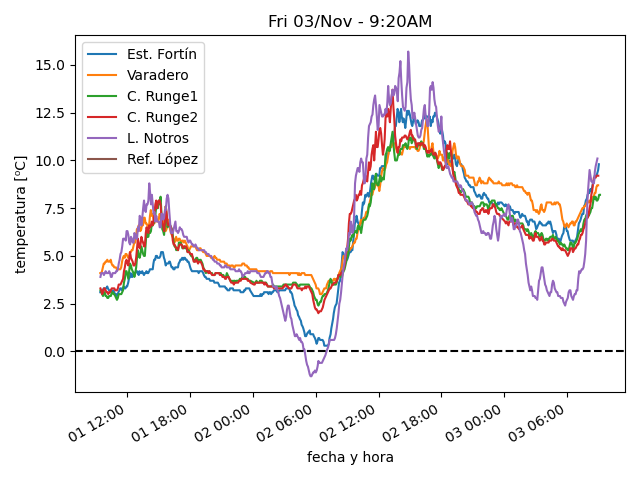 Fri 03/Nov - 9:20AM
Est. Fortín
Varadero
C. Runge1
C. Runge2
L. Notros
Ref. López
temperatura [ºC]
15.0
12.5
10.0
7.5
5.0
2.5
0.0
01 12:00
01 18:00
02 00:00
02 06:00
02 12:00
02 18:00
03 00:00
03 06:00
fecha y hora